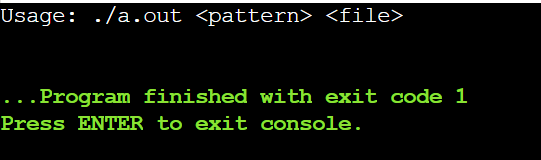 Usage: ./a.out <pattern> <file>
...Program finished with exit code 1
Press ENTER to exit console.